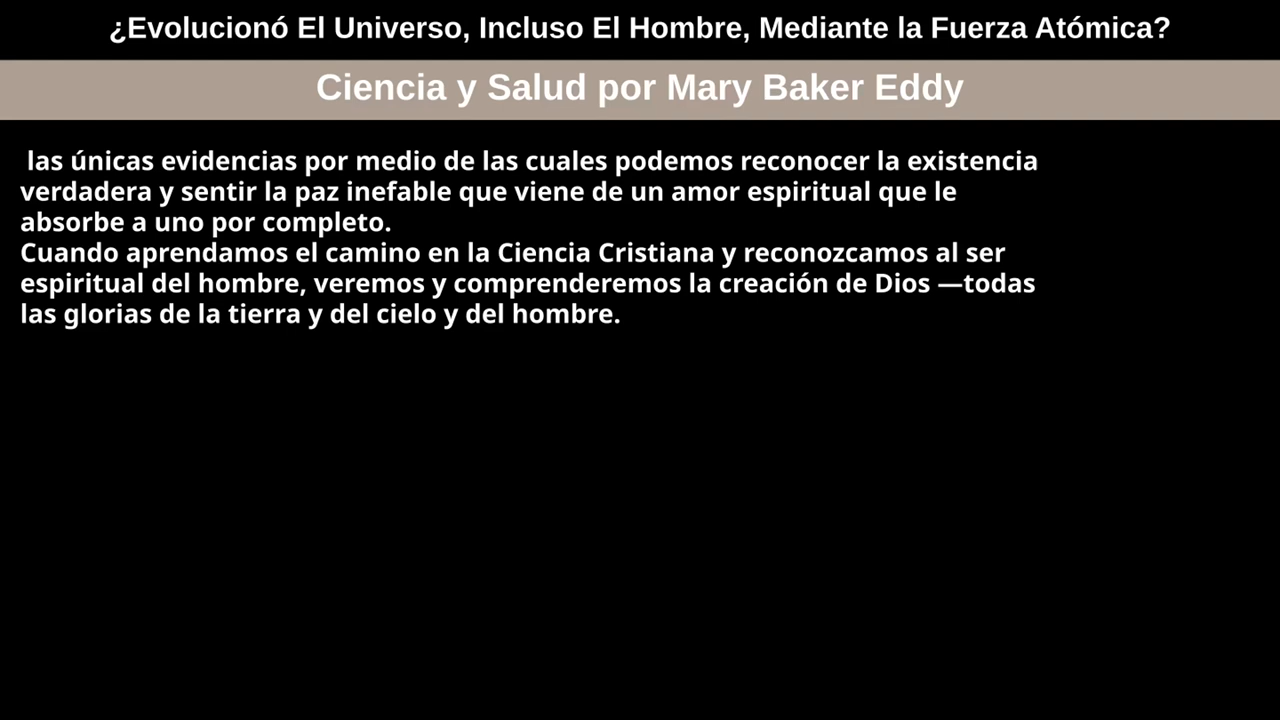 ¿Evolucionó El Universo, Incluso El Hombre, Mediante la Fuerza Atómica?
Ciencia y Salud por Mary Baker Eddy
las únicas evidencias por medio de las cuales podemos reconocer la existencia
verdadera y sentir la paz inefable que viene de un amor espiritual que le
absorbe a uno por completo.
Cuando aprendamos el camino en la Ciencia Cristiana y reconozcamos al ser
espiritual del hombre, veremos y comprenderemos la creación de Dios —todas
las glorias de la tierra y del cielo y del hombre.